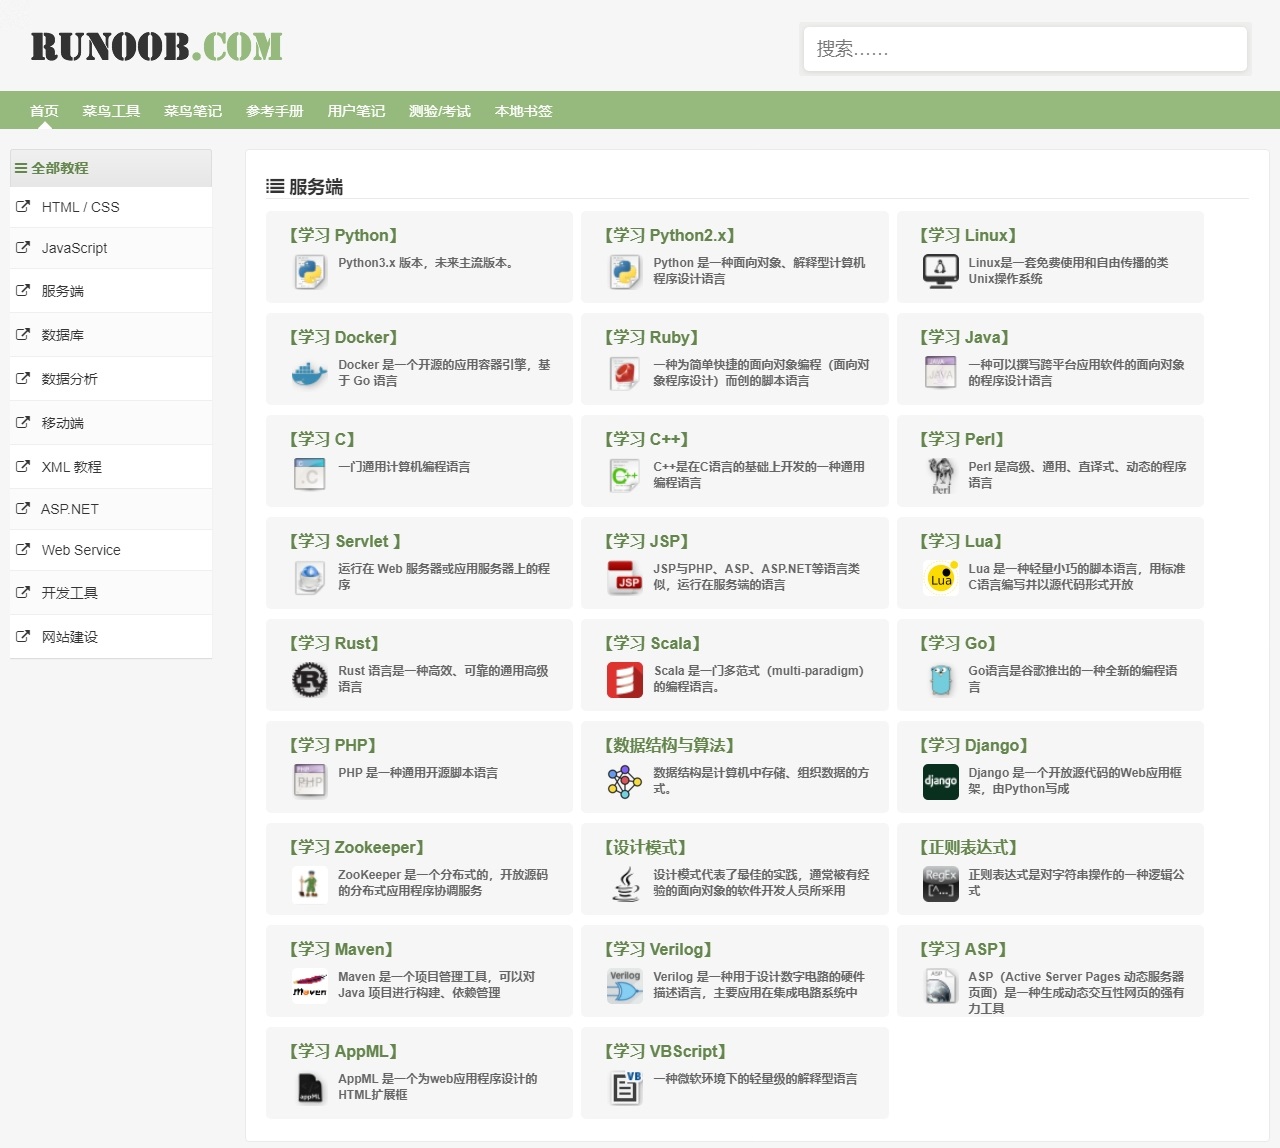 RUNOOB.COM
搜索……
首页 菜鸟工具 菜鸟笔记 参考手册 用户笔记 测验/考试 本地书签
全部教程
HTML / CSS
JavaScript
服务端
数据库
数据分析
移动端
XML 教程
ASP.NET
Web Service
开发工具
网站建设
服务端
【学习 Python】
Python3.x 版本，未来主流版本。
【学习 Python2.x】
Python 是一种面向对象、解释型计算机
程序设计语言
【学习 Linux】
Linux是一套免费使用和自由传播的类
Unix操作系统
【学习 Docker】
Docker 是一个开源的应用容器引擎，基
于 Go 语言
【学习 Ruby】
一种为简单快捷的面向对象编程（面向对
象程序设计）而创的脚本语言
【学习 Java】
JAVA
一种可以撰写跨平台应用软件的面向对象
的程序设计语言
【学习 C】
C
一门通用计算机编程语言
【学习 C++】
C++
C++是在C语言的基础上开发的一种通用
编程语言
【学习 Perl】
Perl
Perl 是高级、通用、直译式、动态的程序
语言
【学习 Servlet 】
运行在 Web 服务器或应用服务器上的程
序
【学习 JSP】
JSP
JSP与PHP、ASP、ASP.NET等语言类
似，运行在服务端的语言
【学习 Lua】
Lua
Lua 是一种轻量小巧的脚本语言，用标准
C语言编写并以源代码形式开放
【学习 Rust】
R
Rust 语言是一种高效、可靠的通用高级
语言
【学习 Scala】
Scala 是一门多范式（multi-paradigm）
的编程语言。
【学习 Go】
Go语言是谷歌推出的一种全新的编程语
言
【学习 PHP】
PHP
PHP 是一种通用开源脚本语言
【数据结构与算法】
数据结构是计算机中存储、组织数据的方
式。
【学习 Django】
django
Django 是一个开放源代码的Web应用框
架，由Python写成
【学习 Zookeeper】
ZooKeeper 是一个分布式的，开放源码
的分布式应用程序协调服务
【设计模式】
设计模式代表了最佳的实践，通常被有经
验的面向对象的软件开发人员所采用
【正则表达式】
RegEx
[^...]
正则表达式是对字符串操作的一种逻辑公
式
【学习 Maven】
maven
Maven 是一个项目管理工具，可以对
Java 项目进行构建、依赖管理
【学习 Verilog】
Verilog
Verilog 是一种用于设计数字电路的硬件
描述语言，主要应用在集成电路系统中
【学习 ASP】
ASP
ASP（Active Server Pages 动态服务器
页面）是一种生成动态交互性网页的强有
力工具
【学习 AppML】
appML
AppML 是一个为web应用程序设计的
HTML扩展框
【学习 VBScript】
VB
一种微软环境下的轻量级的解释型语言